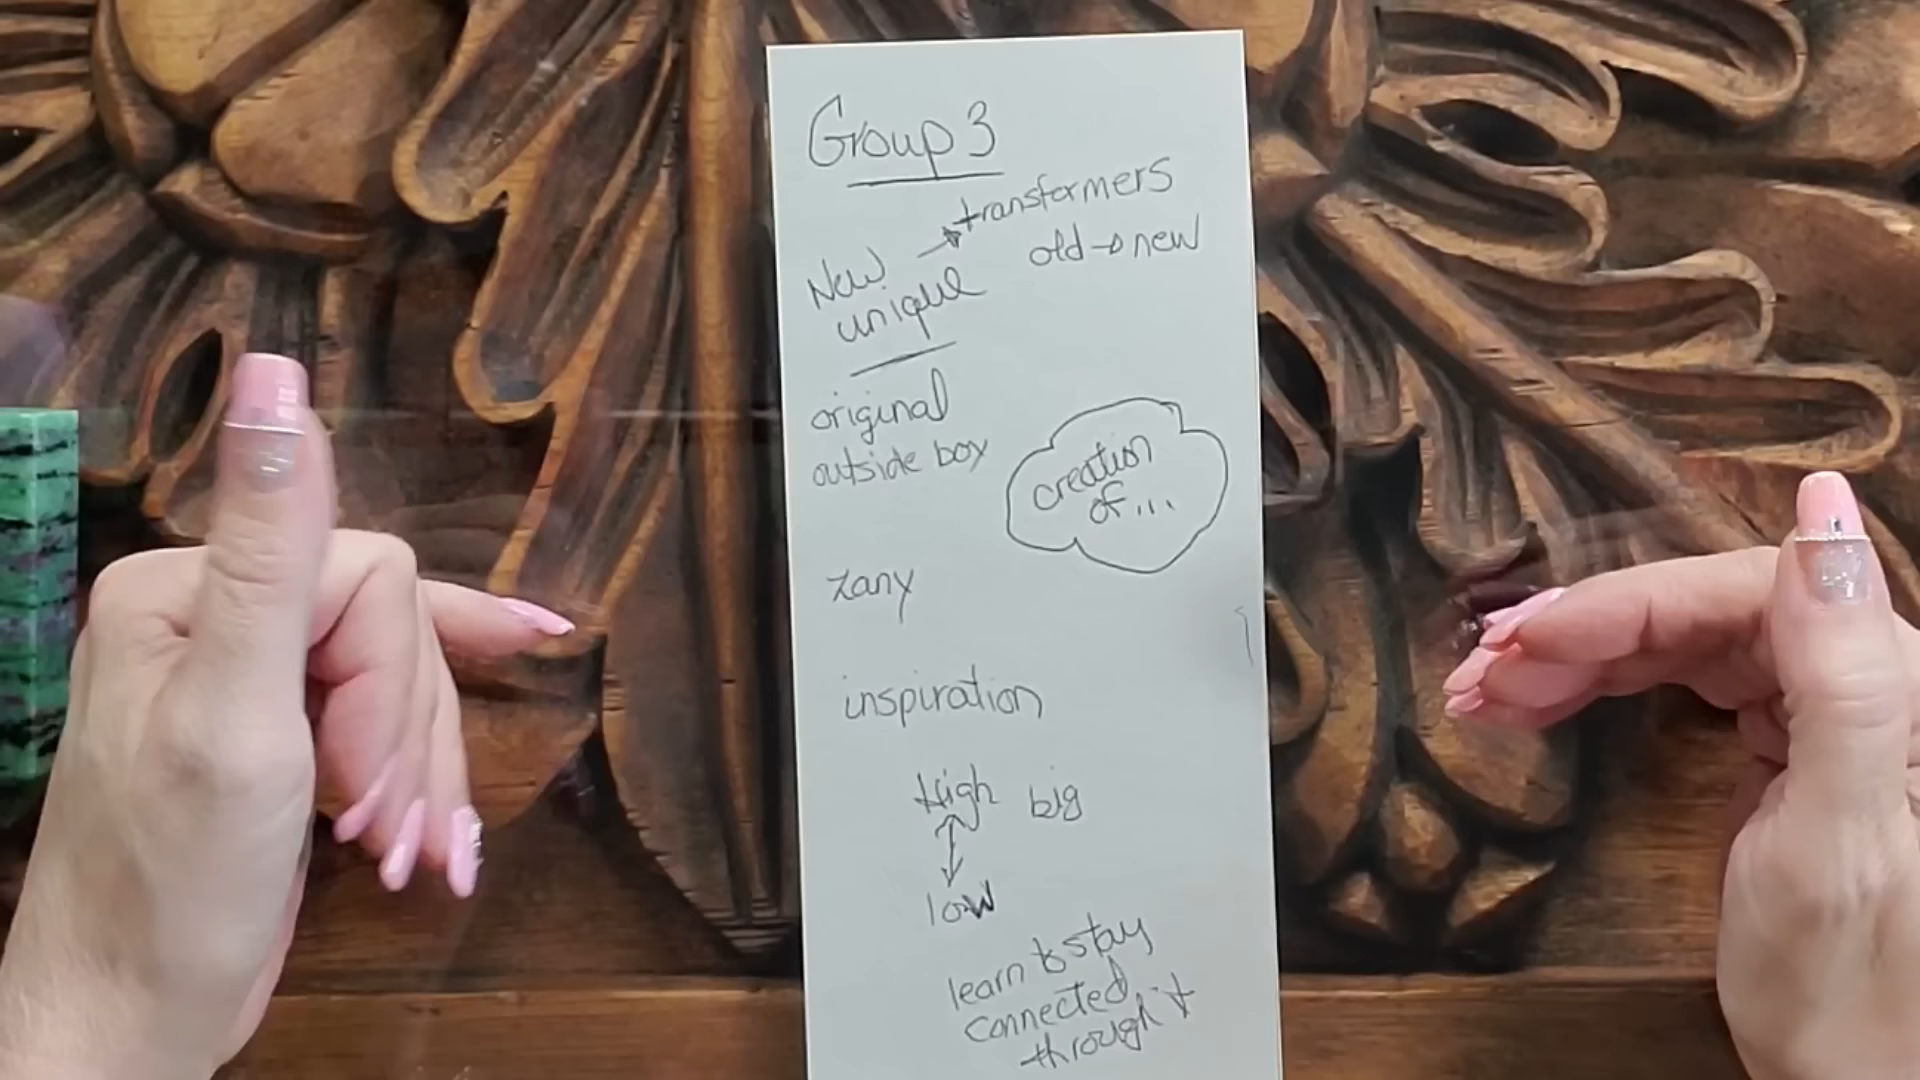 Group 3
transformers
old → new
New
unique
original
outside box
creation
of...
zany
inspiration
High big
low
learn to stay
connected
through it